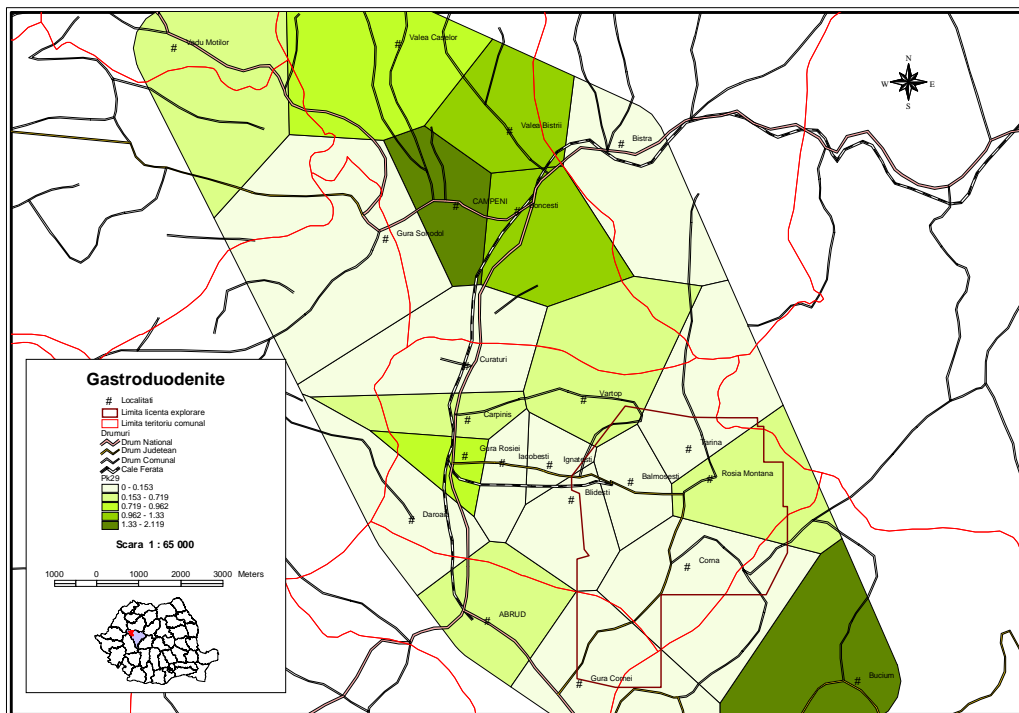 Vadu Motilor
Valea Caselor
N
W E
S
Valea Bistrii
Bistra
CAMPENI
Boncesti
Gura Sohodol
Curaturi
Vartop
Carpinis
Tarina
Gura Rosiei
Iacobesti
Ignatesti
Rosia Montana
Balmosesti
Blidesti
Daroaia
Corna
ABRUD
Gura Cornei
Bucium
Gastroduodenite
# Localitati
Limita licenta explorare
Limita teritoriu comunal
Drumuri
Drum National
Drum Judetean
Drum Comunal
Cale Ferata
Pk29
0 - 0.153
0.153 - 0.719
0.719 - 0.962
0.962 - 1.33
1.33 - 2.119
Scara 1 : 65 000
1000 0 1000 2000 3000 Meters